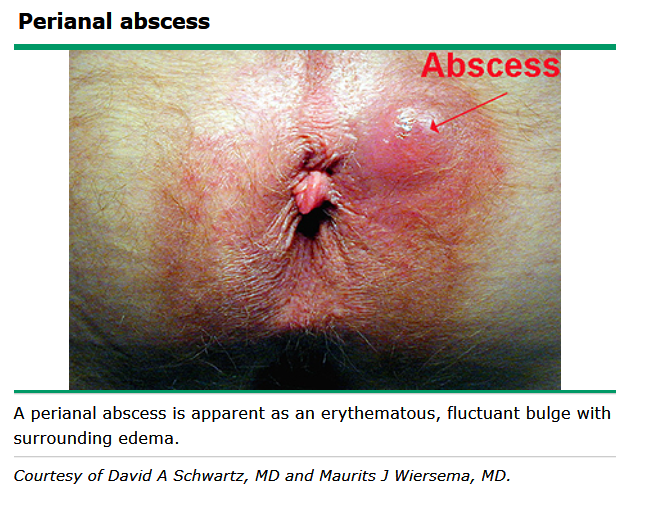 Perianal abscess
Abscess
A perianal abscess is apparent as an erythematous, fluctuant bulge with
surrounding edema.
Courtesy of David A Schwartz, MD and Maurits J Wiersema, MD.